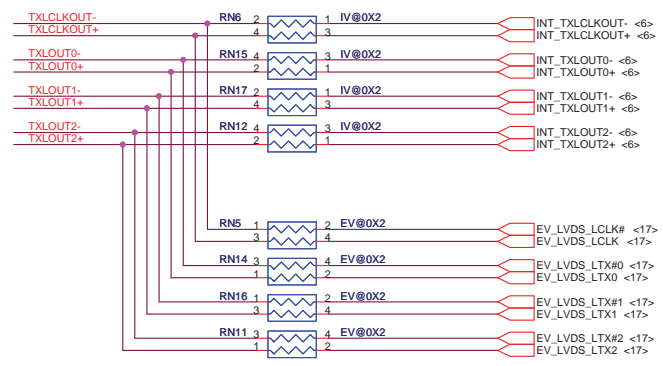 TXLCLKOUT- RN6 2 1 IV@0X2 INT_TXLCLKOUT- <6>
TXLCLKOUT+ 4 3 INT_TXLCLKOUT+ <6>
TXLOUT0- RN15 4 3 IV@0X2 INT_TXLOUT0- <6>
TXLOUT0+ 2 1 INT_TXLOUT0+ <6>
TXLOUT1- RN17 2 1 IV@0X2 INT_TXLOUT1- <6>
TXLOUT1+ 4 3 INT_TXLOUT1+ <6>
TXLOUT2- RN12 4 3 IV@0X2 INT_TXLOUT2- <6>
TXLOUT2+ 2 1 INT_TXLOUT2+ <6>
RN5 1 2 EV@0X2 EV_LVDS_LCLK# <17>
3 4 EV_LVDS_LCLK <17>
RN14 3 4 EV@0X2 EV_LVDS_LTX#0 <17>
1 2 EV_LVDS_LTX0 <17>
RN16 1 2 EV@0X2 EV_LVDS_LTX#1 <17>
3 4 EV_LVDS_LTX1 <17>
RN11 3 4 EV@0X2 EV_LVDS_LTX#2 <17>
1 2 EV_LVDS_LTX2 <17>